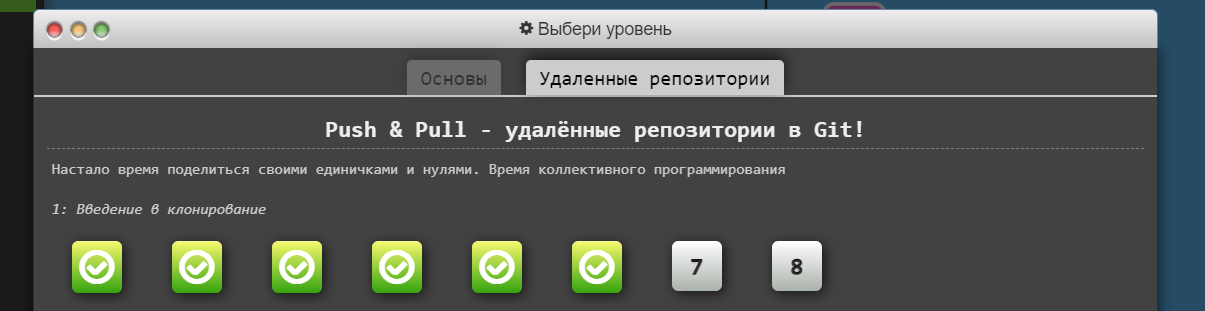 Выбери уровень
Основы
Удаленные репозитории
Push & Pull - удалённые репозитории в Git!
Настало время поделиться своими единичками и нулями. Время коллективного программирования
1: Введение в клонирование
7 8